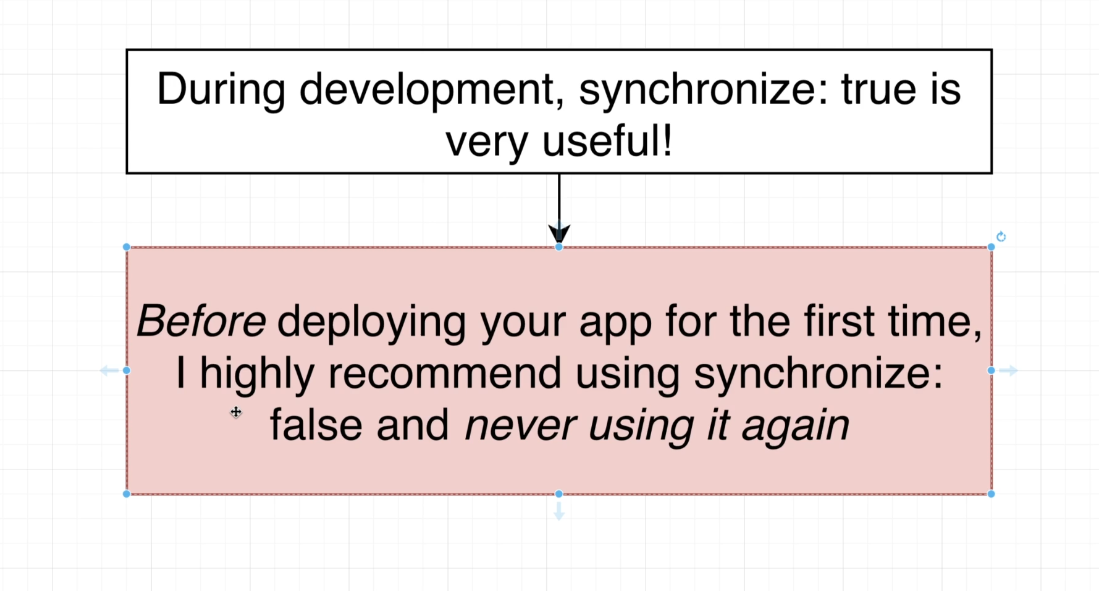 During development, synchronize: true is
very useful!
Before deploying your app for the first time,
I highly recommend using synchronize:
false and never using it again